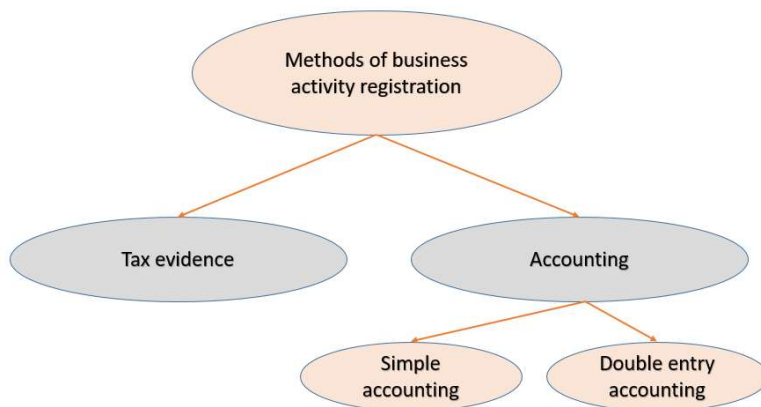 Methods of business
activity registration
Tax evidence
Accounting
Simple
accounting
Double entry
accounting